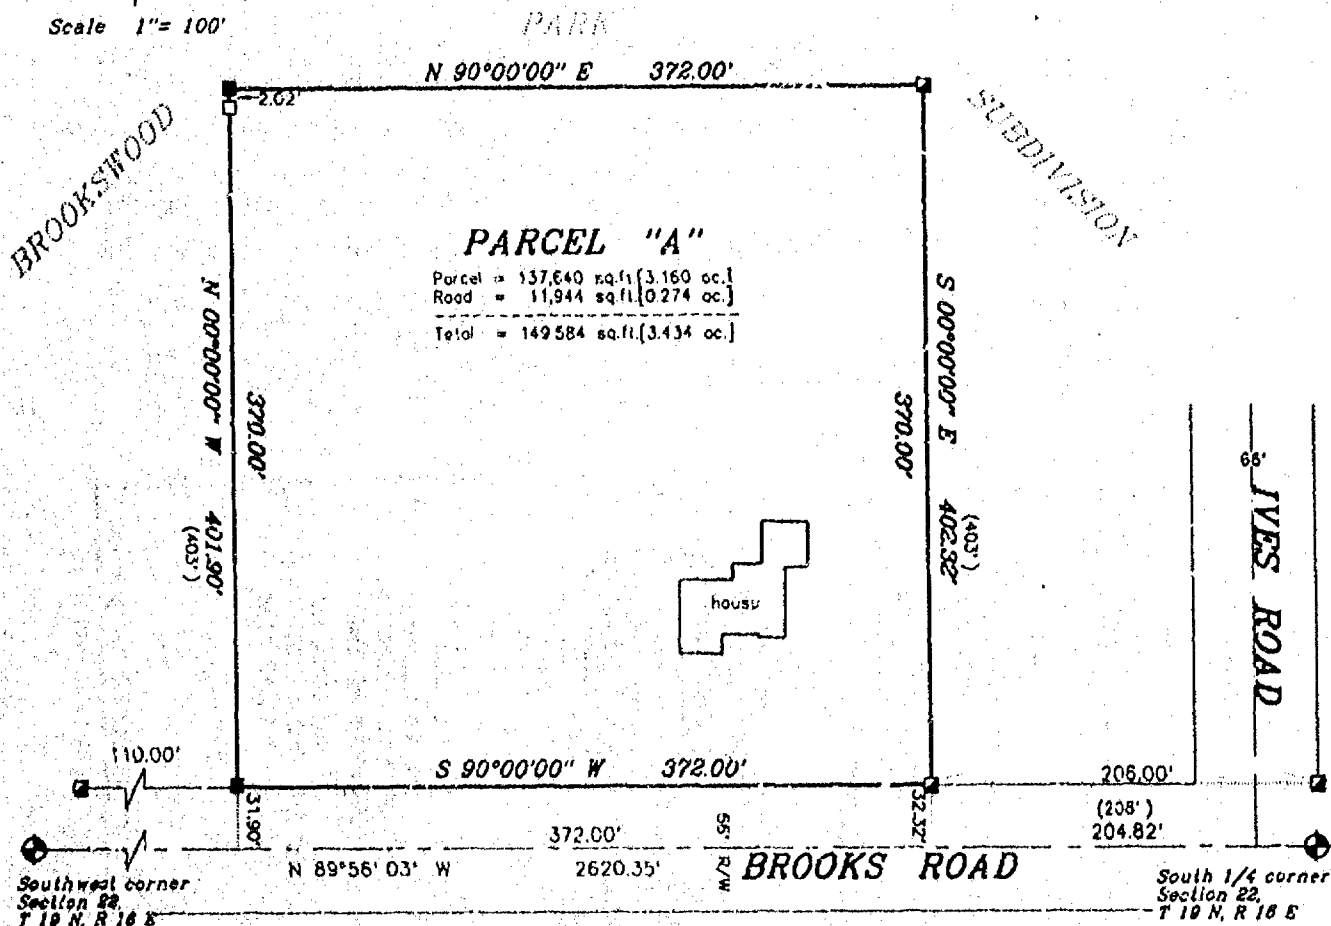 Scale 1"= 100'
PARK
N 90°00'00" E 372.00'
2.02'
BROOKSWOOD
SUBDIVISION
PARCEL "A"
Parcel = 137,640 sq.ft.[3.160 ac.]
Road = 11,944 sq.ft.[0.274 ac.]
Total = 149584 sq.ft.[3.434 ac.]
N 00°00'00" W 401.90'
(403')
370.00'
370.00'
S 00°00'00" E 402.32'
(403')
66'
IVES ROAD
house
110.00'
S 90°00'00" W 372.00'
206.00'
31.90'
32.32'
(208')
204.82'
372.00'
55' R/W
BROOKS ROAD
N 89°56'03" W 2620.35'
Southwest corner
Section 22,
T 19 N, R 16 E
South 1/4 corner
Section 22,
T 19 N, R 16 E